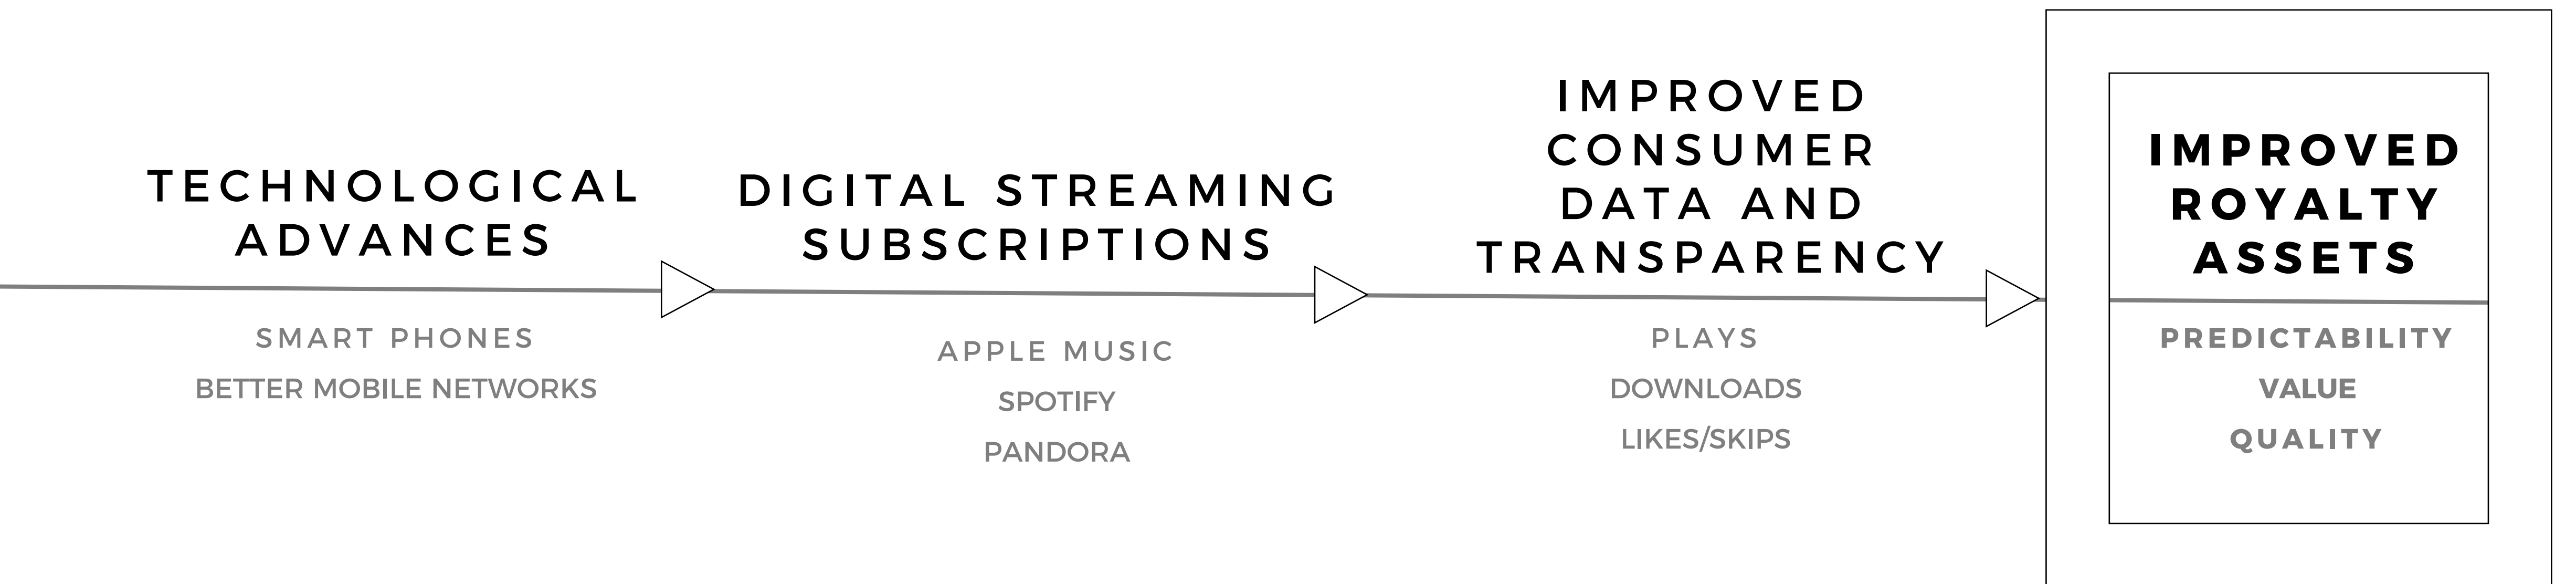 TECHNOLOGICAL
ADVANCES
SMART PHONES
BETTER MOBILE NETWORKS
DIGITAL STREAMING
SUBSCRIPTIONS
APPLE MUSIC
SPOTIFY
PANDORA
IMPROVED
CONSUMER
DATA AND
TRANSPARENCY
PLAYS
DOWNLOADS
LIKES/SKIPS
IMPROVED
ROYALTY
ASSETS
PREDICTABILITY
VALUE
QUALITY